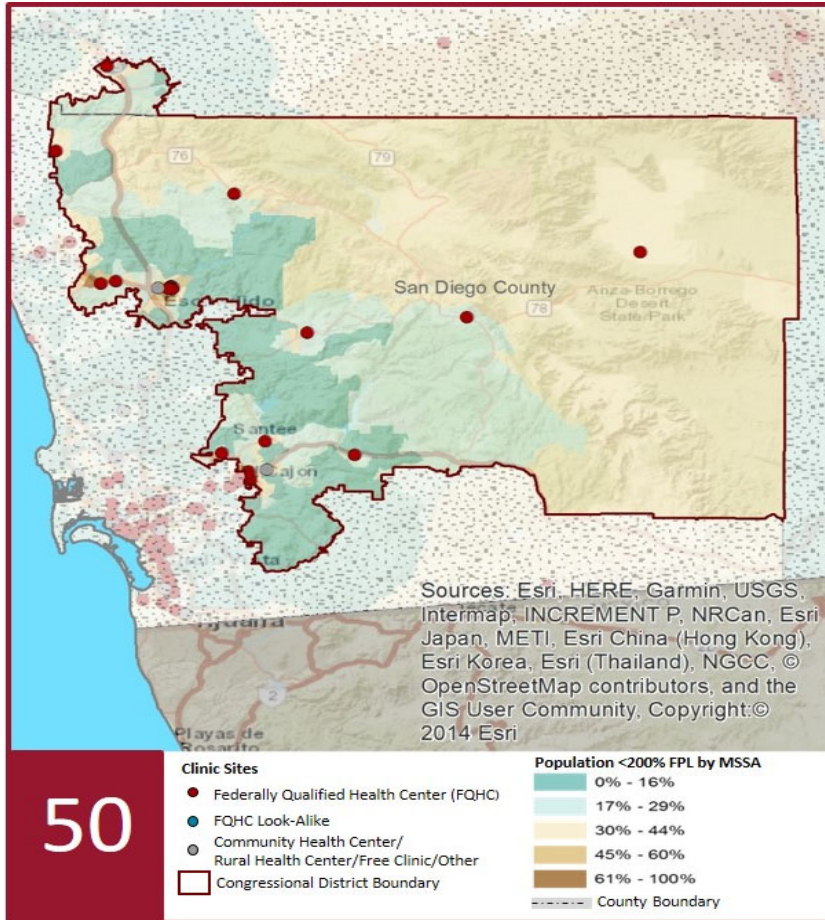 76
79
San Diego County
Anza-Borrego
Desert
State Park
78
Santee
Sources: Esri, HERE, Garmin, USGS,
Intermap, INCREMENT P, NRCan, Esri
Japan, METI, Esri China (Hong Kong),
Esri Korea, Esri (Thailand), NGCC, ©
OpenStreetMap contributors, and the
GIS User Community, Copyright:©
2014 Esri
Tijuana
2
Playas de
Rosarito
50
Clinic Sites
Federally Qualified Health Center (FQHC)
FQHC Look-Alike
Community Health Center/
Rural Health Center/Free Clinic/Other
Congressional District Boundary
Population <200% FPL by MSSA
0% - 16%
17% - 29%
30% - 44%
45% - 60%
61% - 100%
County Boundary